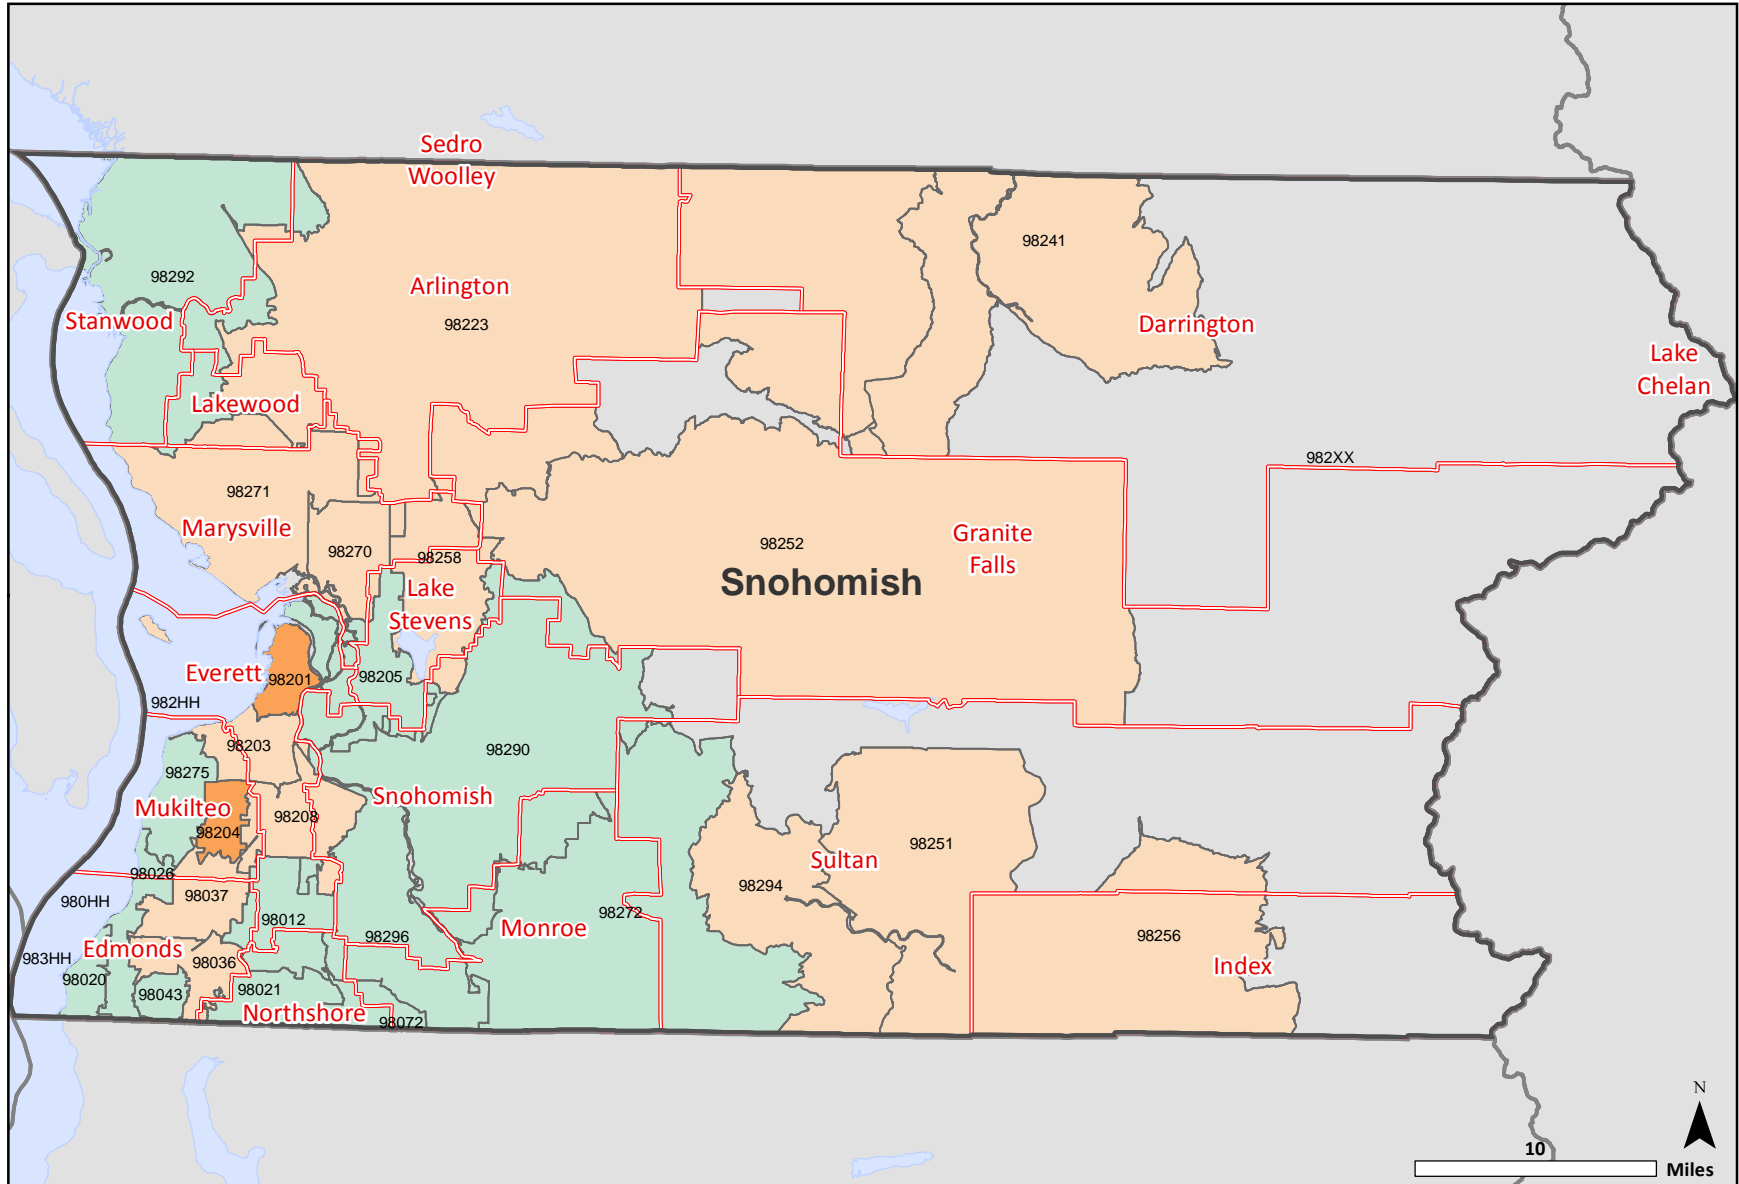 Sedro
Woolley
98241
98292
Arlington
Stanwood
98223
Darrington
Lake
Chelan
Lakewood
982XX
98271
Marysville
Granite
Falls
98270
98258
98252
Snohomish
Lake
Stevens
Everett
98201
98205
982HH
98203
98290
98275
Mukilteo
Snohomish
98208
98204
98251
Sultan
98026
98294
98037
980HH
98012
98272
Monroe
98296
98256
Edmonds
983HH
98036
Index
98020
98043
98021
Northshore
98072
N
10
Miles